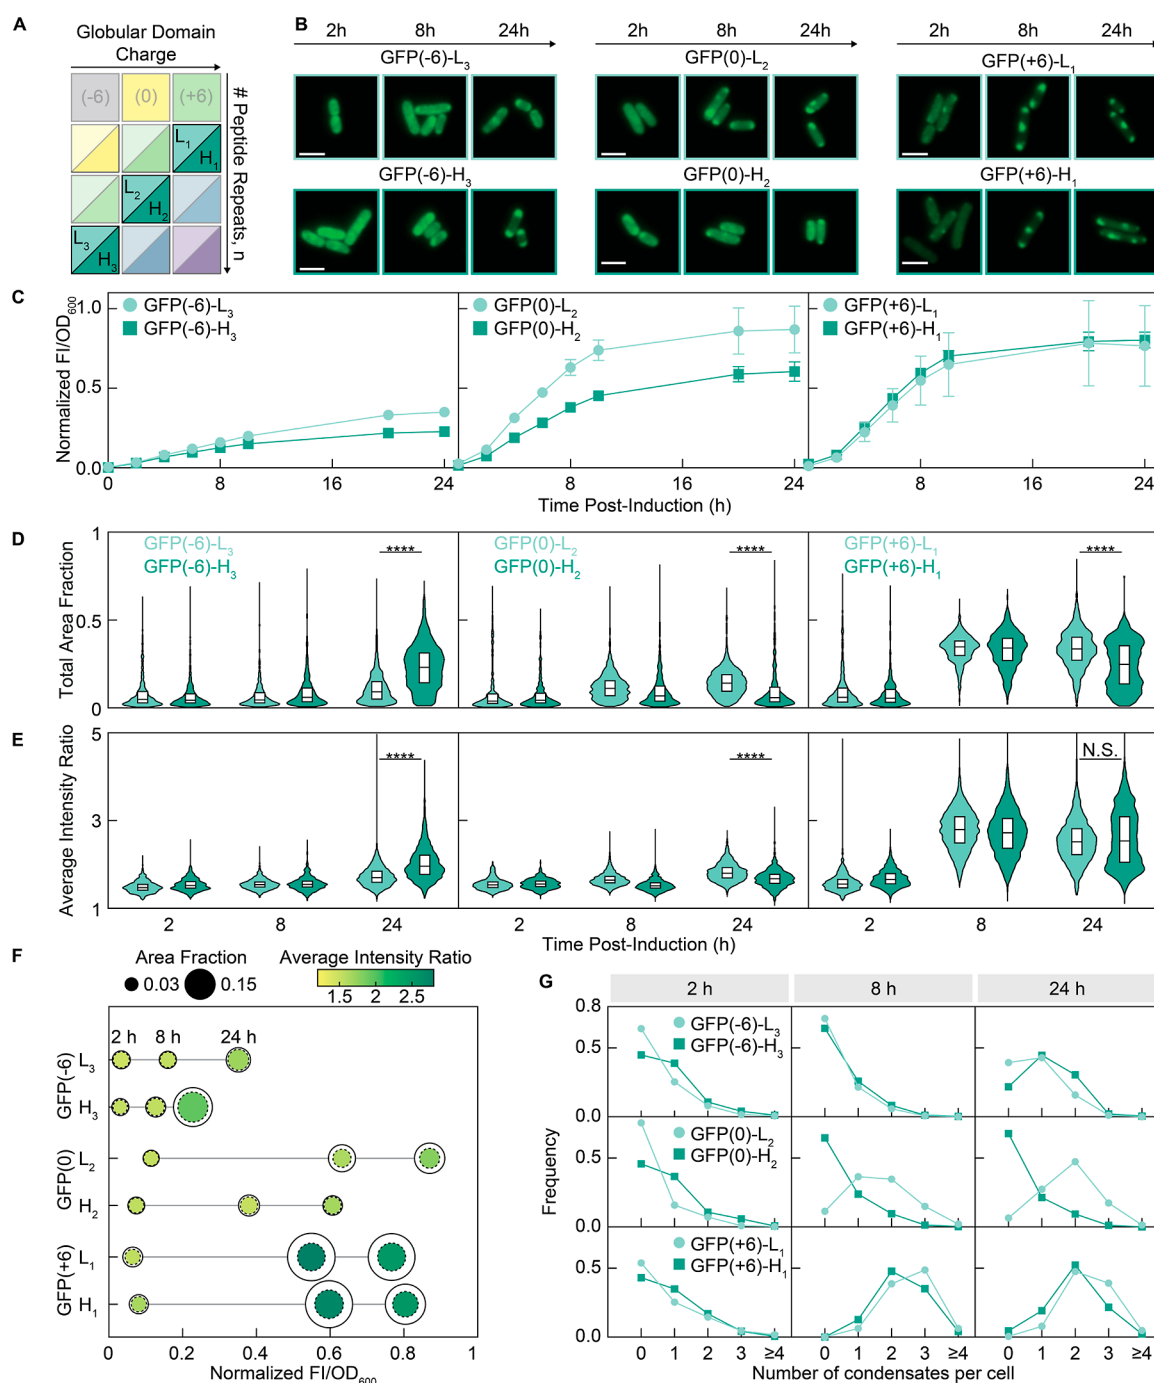 A
Globular Domain
Charge
(-6) (0) (+6)
L1 H1
L2 H2
L3 H3
# Peptide Repeats, n
B
2h 8h 24h 2h 8h 24h 2h 8h 24h
GFP(-6)-L3 GFP(0)-L2 GFP(+6)-L1
GFP(-6)-H3 GFP(0)-H2 GFP(+6)-H1
C
Normalized FI/OD600
1.0
0.5
0.0
GFP(-6)-L3 GFP(0)-L2 GFP(+6)-L1
GFP(-6)-H3 GFP(0)-H2 GFP(+6)-H1
0 8 16 24 8 16 24 8 16 24
Time Post-Induction (h)
D
Total Area Fraction
1
0.5
0
GFP(-6)-L3 GFP(0)-L2 GFP(+6)-L1
GFP(-6)-H3 GFP(0)-H2 GFP(+6)-H1
**** **** ****
E
Average Intensity Ratio
5
3
1
**** **** N.S.
2 8 24 2 8 24 2 8 24
Time Post-Induction (h)
F
Area Fraction
0.03 0.15
Average Intensity Ratio
1.5 2 2.5
2 h 8 h 24 h
GFP(-6) L3
H3
GFP(0) L2
H2
GFP(+6) L1
H1
0 0.2 0.4 0.6 0.8 1
Normalized FI/OD600
G
2 h 8 h 24 h
Frequency
0.8
0.5
0.0
GFP(-6)-L3
GFP(-6)-H3
0.5
0.0
GFP(0)-L2
GFP(0)-H2
0.5
0.0
GFP(+6)-L1
GFP(+6)-H1
0 1 2 3 ≥4 0 1 2 3 ≥4 0 1 2 3 ≥4
Number of condensates per cell